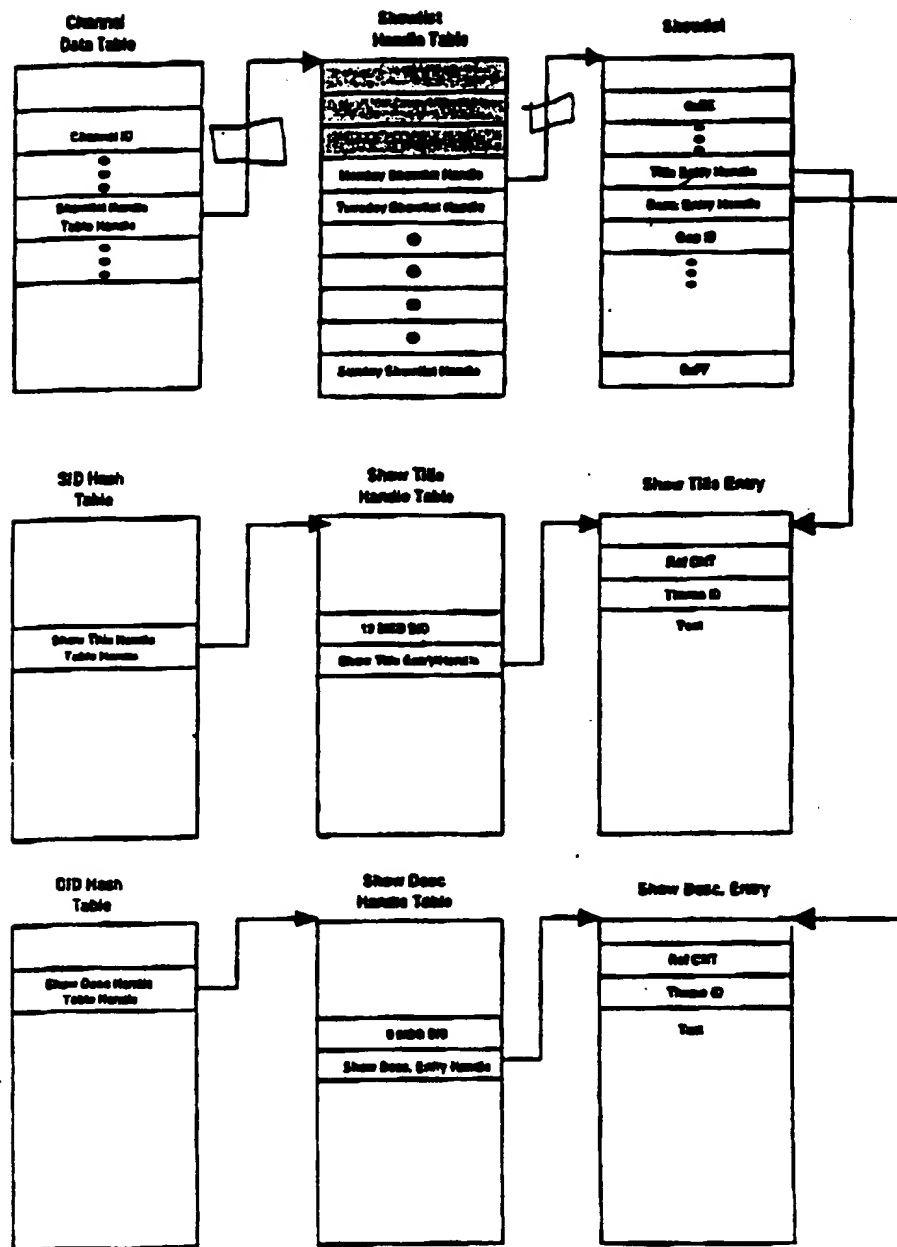 Channel
Data Table
Channel ID
Showlist Handle
Table Handle
Showlist
Handle Table
Monday Showlist Handle
Tuesday Showlist Handle
Sunday Showlist Handle
Showlist
Title Entry Handle
Desc. Entry Handle
Gap ID
SID Hash
Table
Show Title Handle
Table Handle
Show Title
Handle Table
Show Title Entry Handle
Show Title Entry
Ref CNT
Theme ID
Text
DID Hash
Table
Show Desc Handle
Table Handle
Show Desc
Handle Table
Show Desc. Entry Handle
Show Desc. Entry
Ref CNT
Theme ID
Text